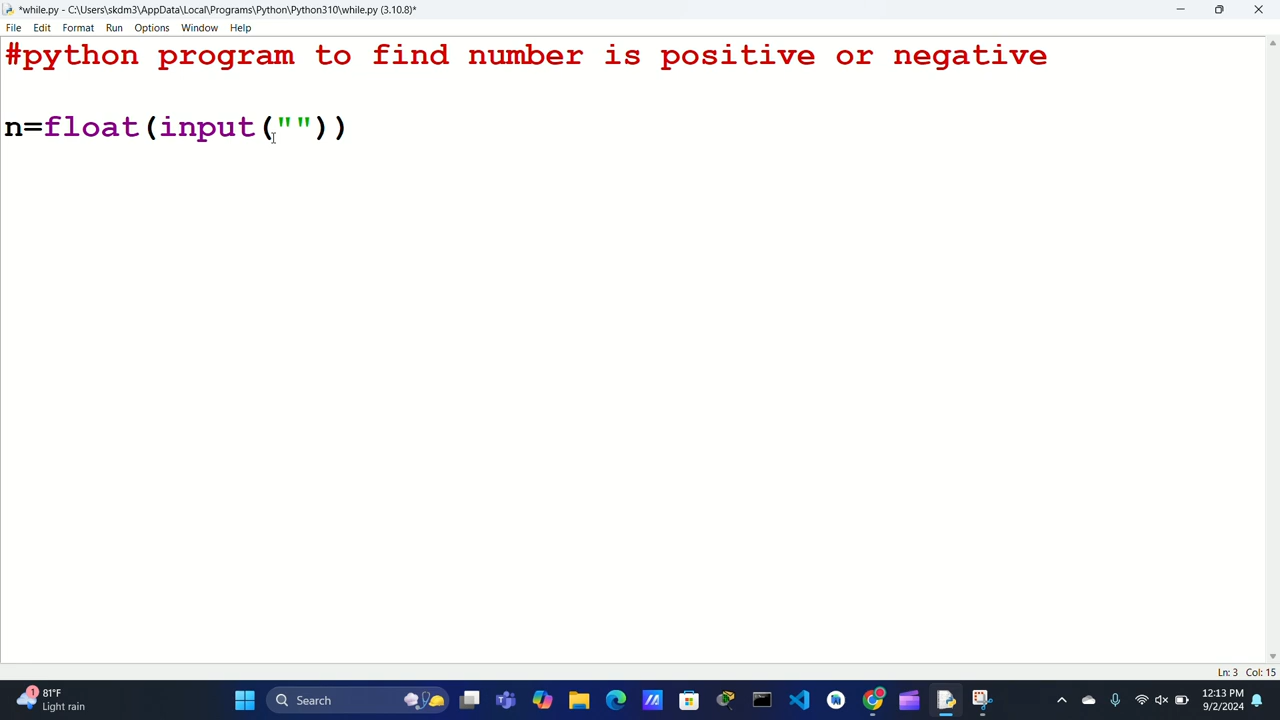 *while.py - C:\Users\skdm3\AppData\Local\Programs\Python\Python310\while.py (3.10.8)*
File Edit Format Run Options Window Help
#python program to find number is positive or negative
n=float(input(""))
Ln: 3 Col: 15
1
81°F
Light rain
Search
12:13 PM
9/2/2024